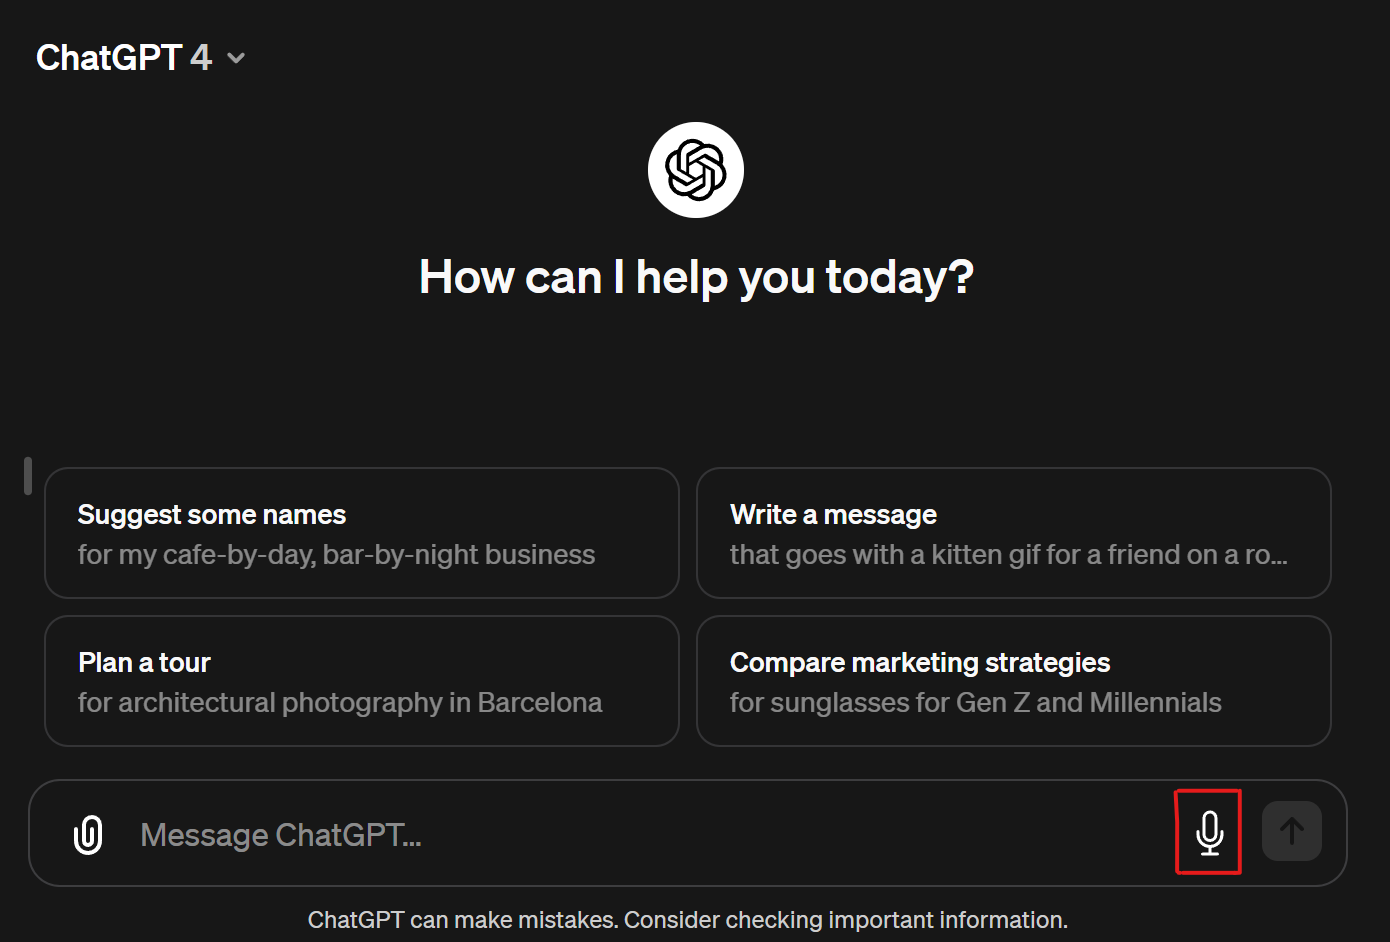 ChatGPT 4
How can I help you today?
Suggest some names
for my cafe-by-day, bar-by-night business
Write a message
that goes with a kitten gif for a friend on a ro...
Plan a tour
for architectural photography in Barcelona
Compare marketing strategies
for sunglasses for Gen Z and Millennials
Message ChatGPT...
ChatGPT can make mistakes. Consider checking important information.